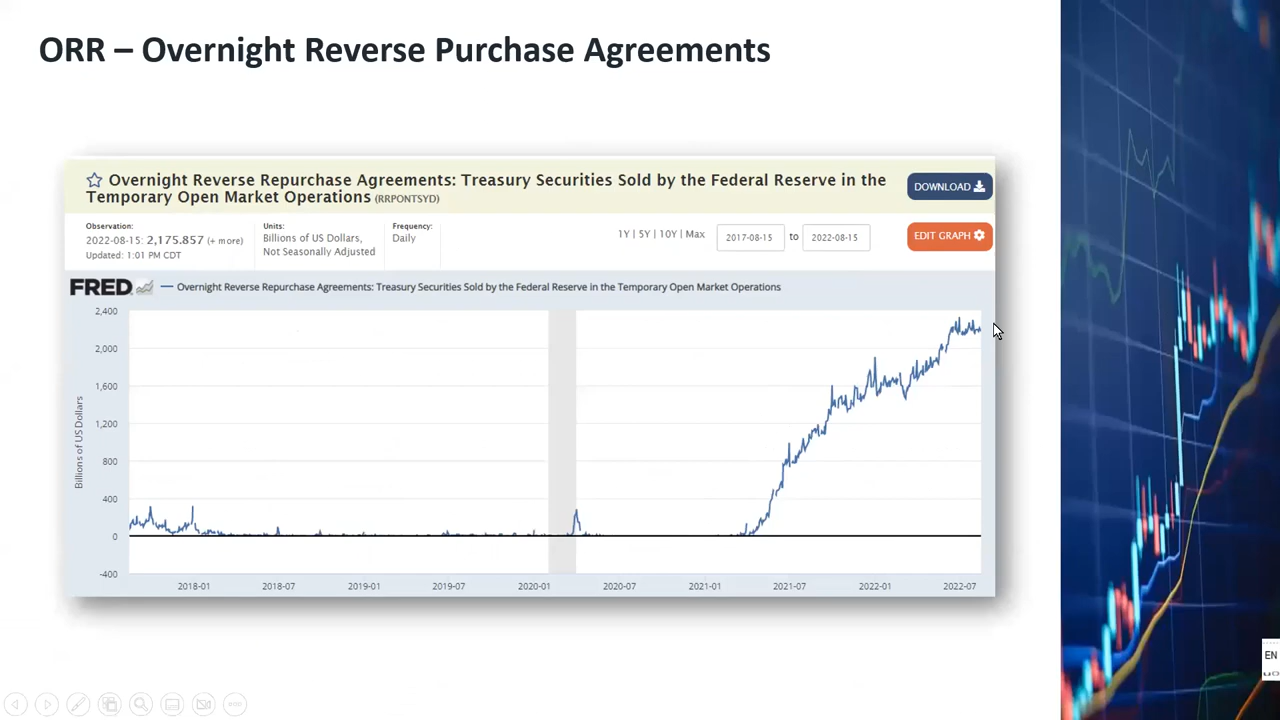 ORR – Overnight Reverse Purchase Agreements
Overnight Reverse Repurchase Agreements: Treasury Securities Sold by the Federal Reserve in the
Temporary Open Market Operations (RRPONTSYD)
DOWNLOAD
Observation:
2022-08-15: 2,175.857 (+ more)
Updated: 1:01 PM CDT
Units:
Billions of US Dollars,
Not Seasonally Adjusted
Frequency:
Daily
1Y | 5Y | 10Y | Max
2017-08-15 to 2022-08-15
EDIT GRAPH
FRED
Overnight Reverse Repurchase Agreements: Treasury Securities Sold by the Federal Reserve in the Temporary Open Market Operations
Billions of US Dollars
2,400
2,000
1,600
1,200
800
400
0
-400
2018-01 2018-07 2019-01 2019-07 2020-01 2020-07 2021-01 2021-07 2022-01 2022-07
EN